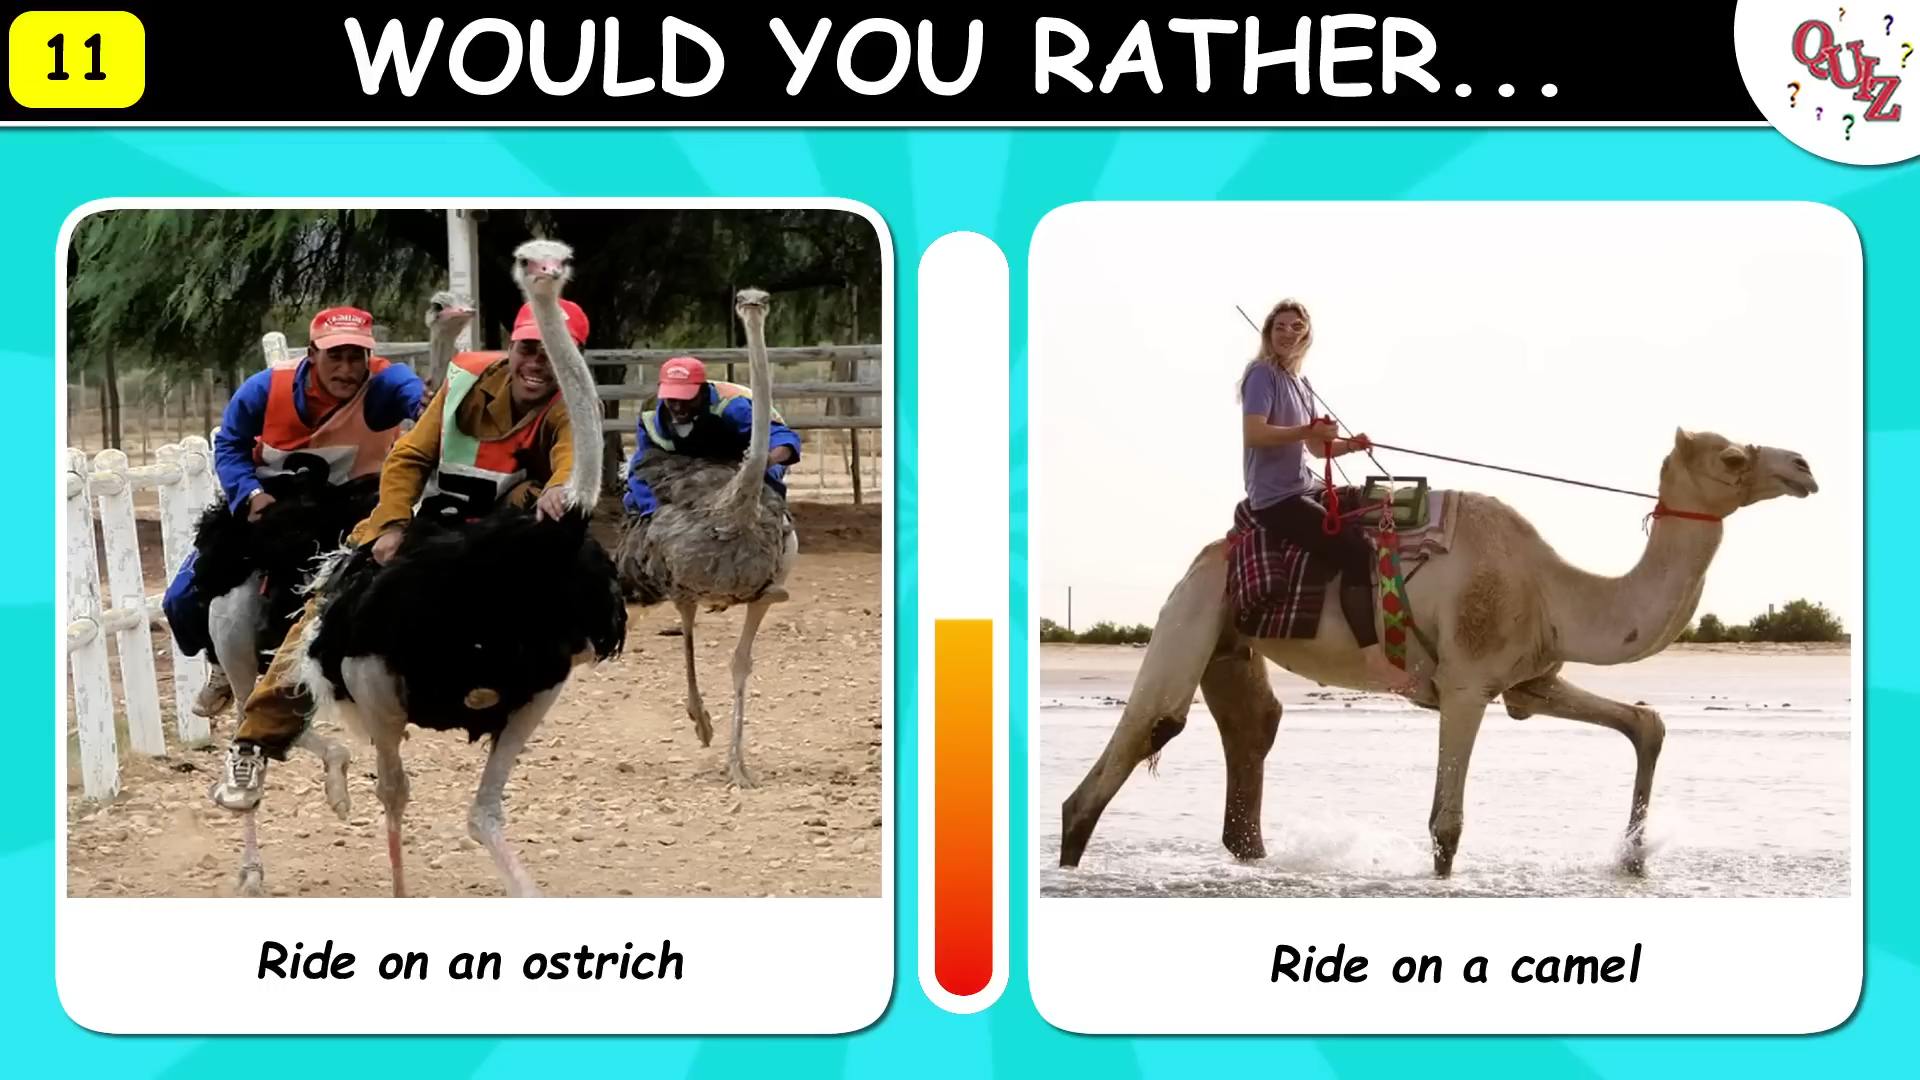 11
WOULD YOU RATHER...
QUIZ
Ride on an ostrich
Ride on a camel